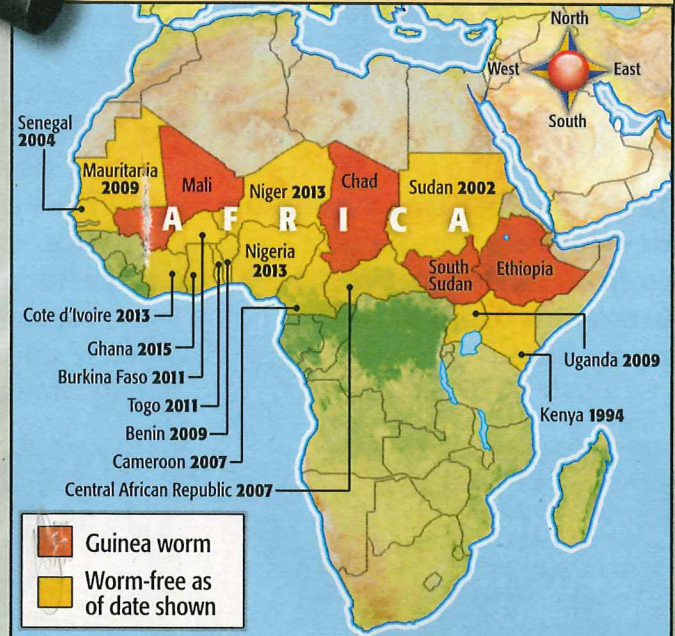 North
West
East
South
Senegal
2004
Mauritania
2009
Mali
Niger 2013
Chad
Sudan 2002
AFRICA
Nigeria
2013
South
Sudan
Ethiopia
Cote d'Ivoire 2013
Ghana 2015
Burkina Faso 2011
Togo 2011
Benin 2009
Cameroon 2007
Central African Republic 2007
Uganda 2009
Kenya 1994
Guinea worm
Worm-free as
of date shown